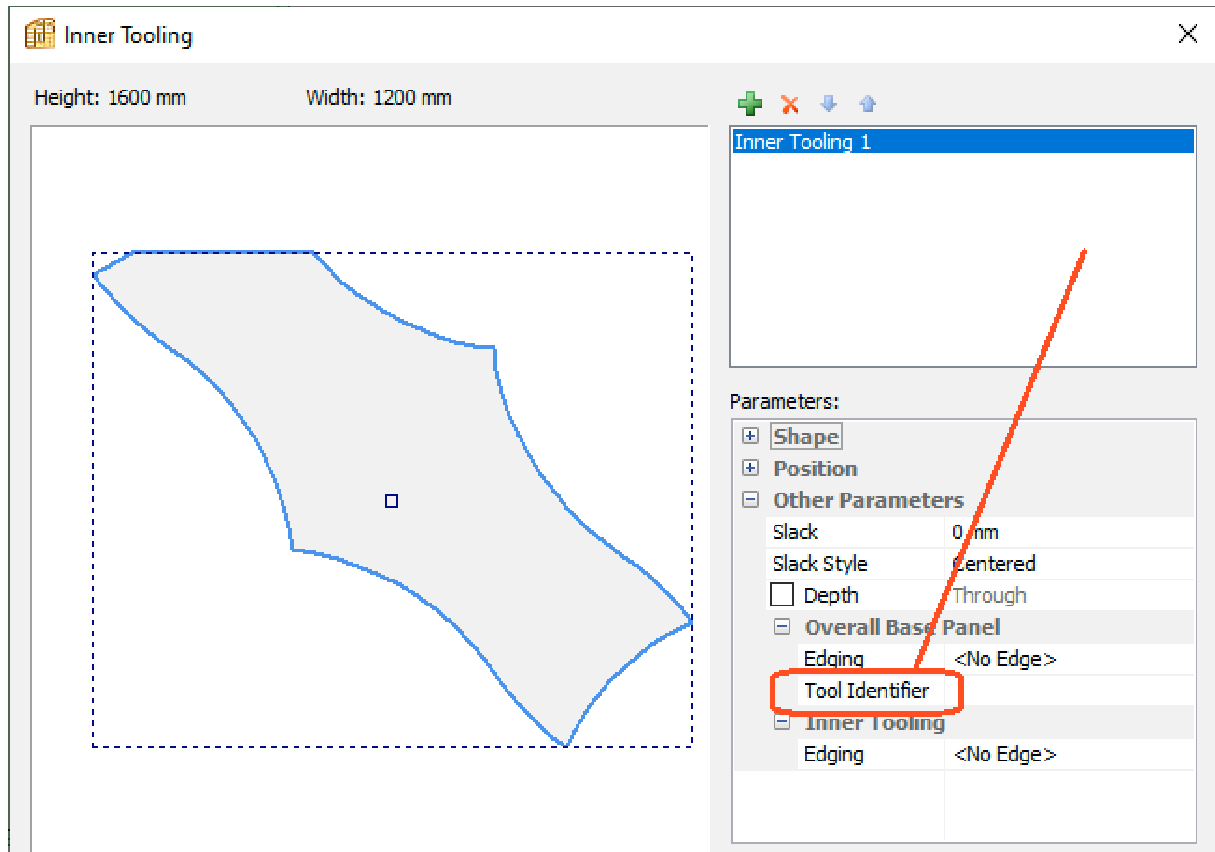 Inner Tooling
Height: 1600 mm Width: 1200 mm
Inner Tooling 1
Parameters:
Shape
Position
Other Parameters
Slack 0 mm
Slack Style Centered
Depth Through
Overall Base Panel
Edging <No Edge>
Tool Identifier
Inner Tooling
Edging <No Edge>